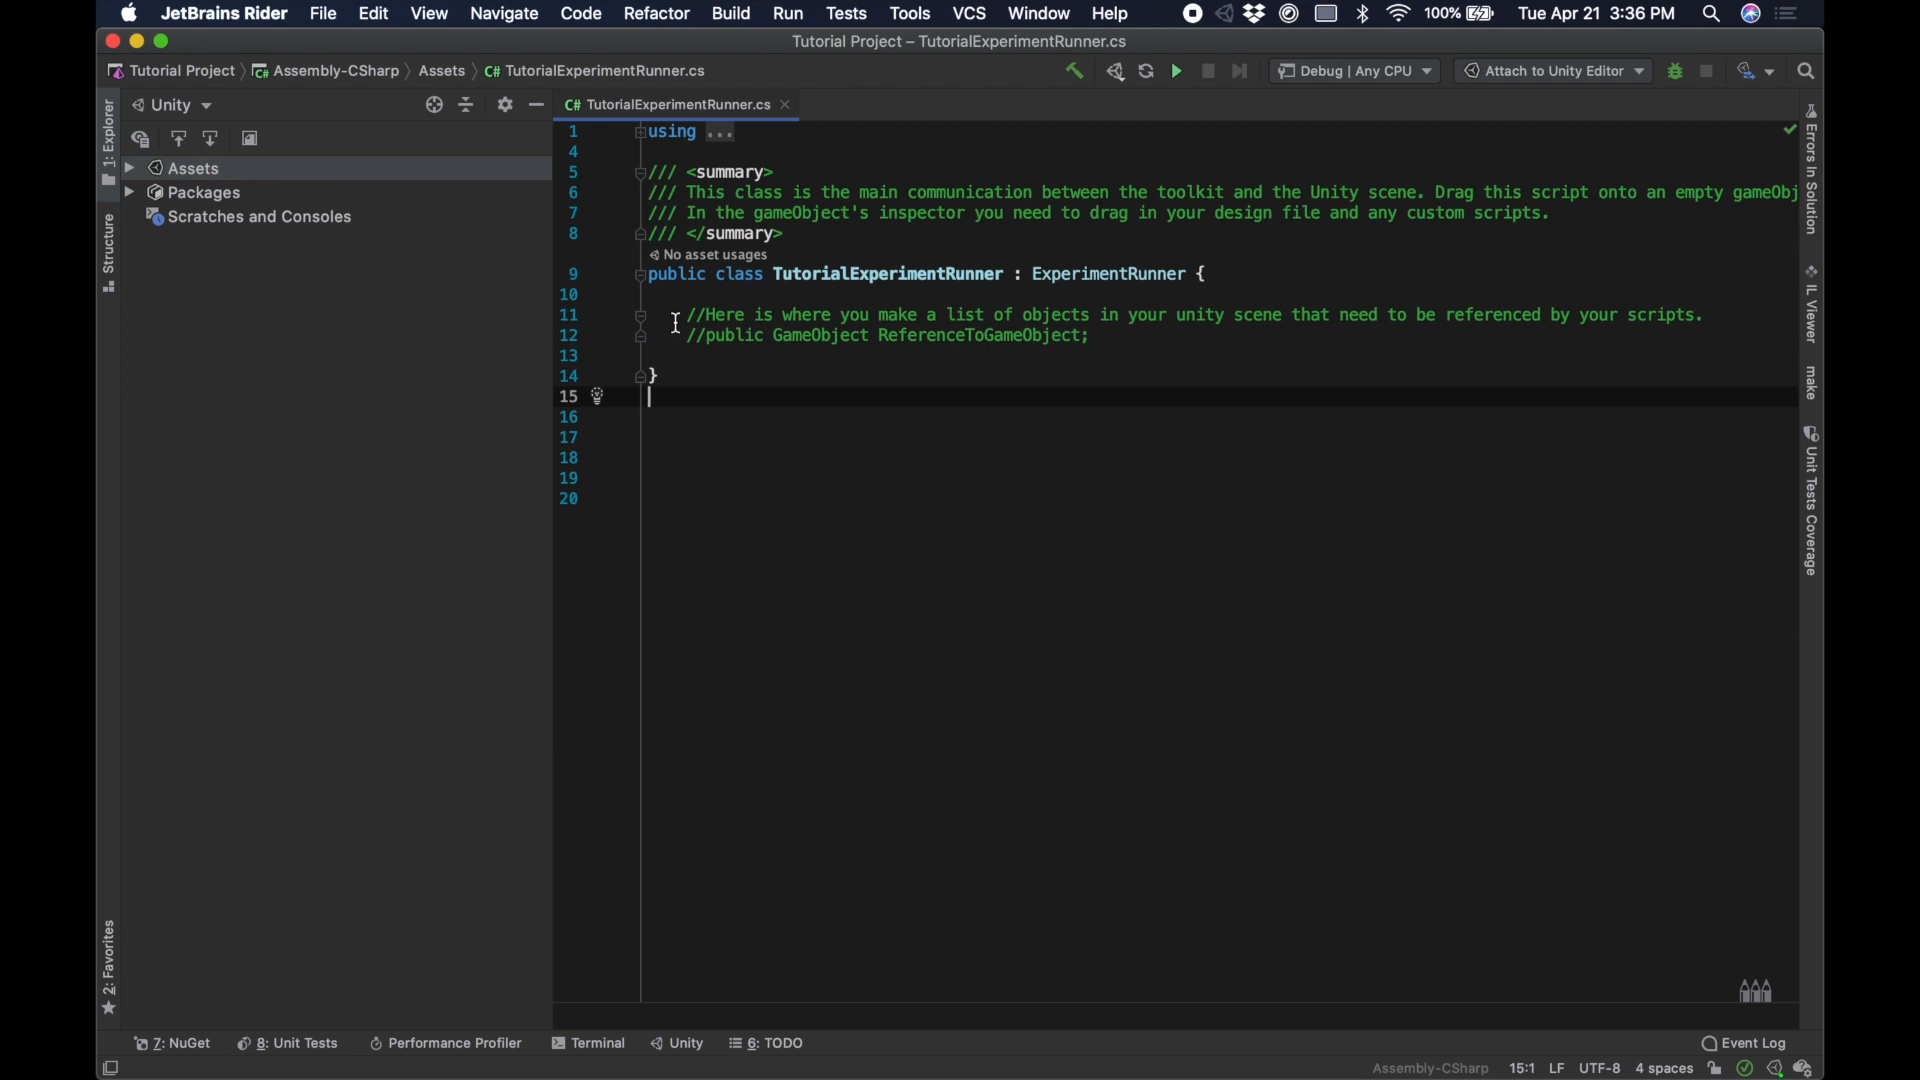 JetBrains Rider File Edit View Navigate Code Refactor Build Run Tests Tools VCS Window Help 100% Tue Apr 21 3:36 PM
Tutorial Project – TutorialExperimentRunner.cs
Tutorial Project Assembly-CSharp Assets C# TutorialExperimentRunner.cs Debug | Any CPU Attach to Unity Editor
Unity
C# TutorialExperimentRunner.cs
Assets
Packages
Scratches and Consoles
1: Explorer
Structure
2: Favorites
1 using ...
4
5 /// <summary>
6 /// This class is the main communication between the toolkit and the Unity scene. Drag this script onto an empty gameObj
7 /// In the gameObject's inspector you need to drag in your design file and any custom scripts.
8 /// </summary>
No asset usages
9 public class TutorialExperimentRunner : ExperimentRunner {
10
11 //Here is where you make a list of objects in your unity scene that need to be referenced by your scripts.
12 //public GameObject ReferenceToGameObject;
13
14 }
15
16
17
18
19
20
Errors In Solution
IL Viewer
make
Unit Tests Coverage
7: NuGet 8: Unit Tests Performance Profiler Terminal Unity 6: TODO Event Log
Assembly-CSharp 15:1 LF UTF-8 4 spaces